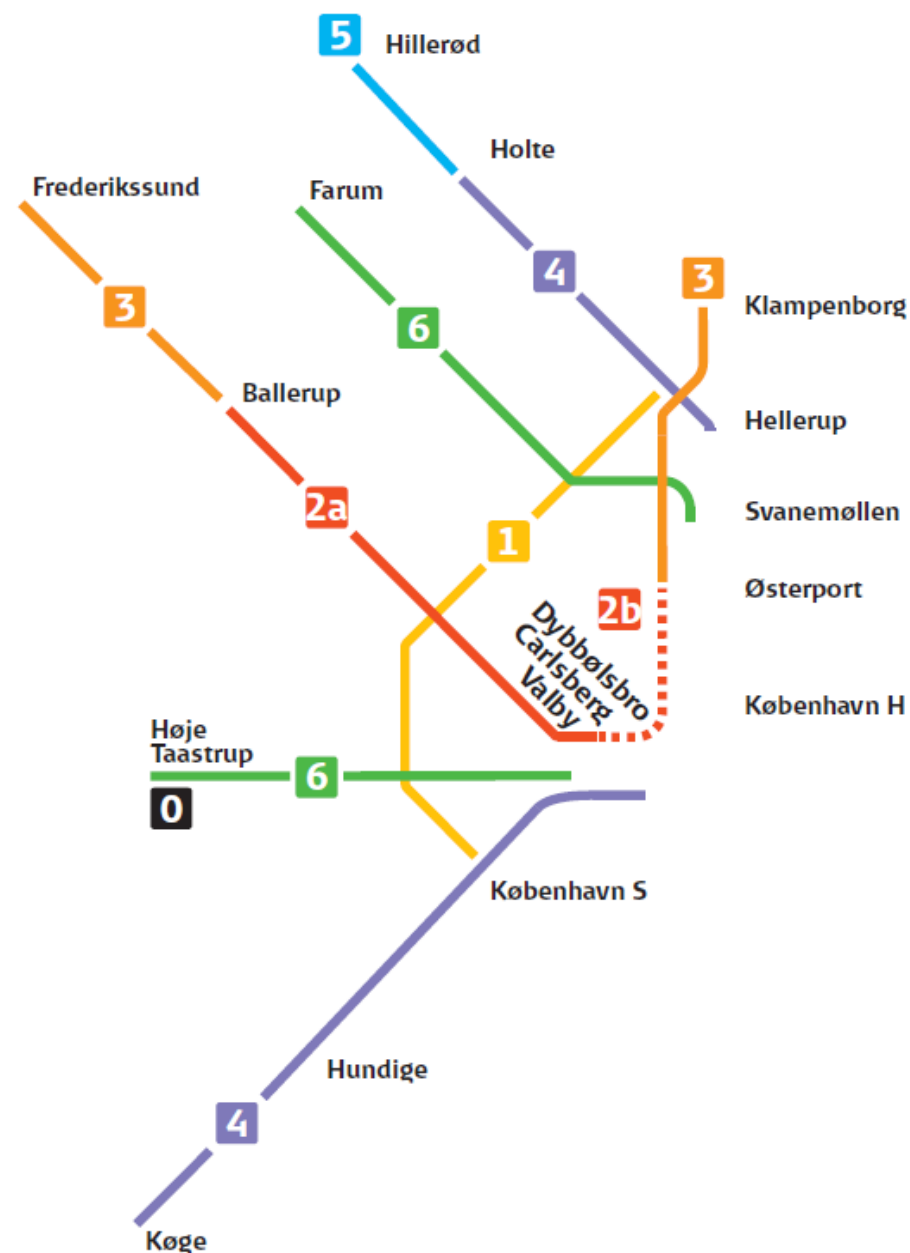 5
Hillerød
Holte
Frederikssund
Farum
4
3
3
Klampenborg
6
Ballerup
Hellerup
2a
Svanemøllen
1
Østerport
2b
Dybbølsbro
Carlsberg
Valby
København H
Høje
Taastrup
6
0
København S
Hundige
4
Køge